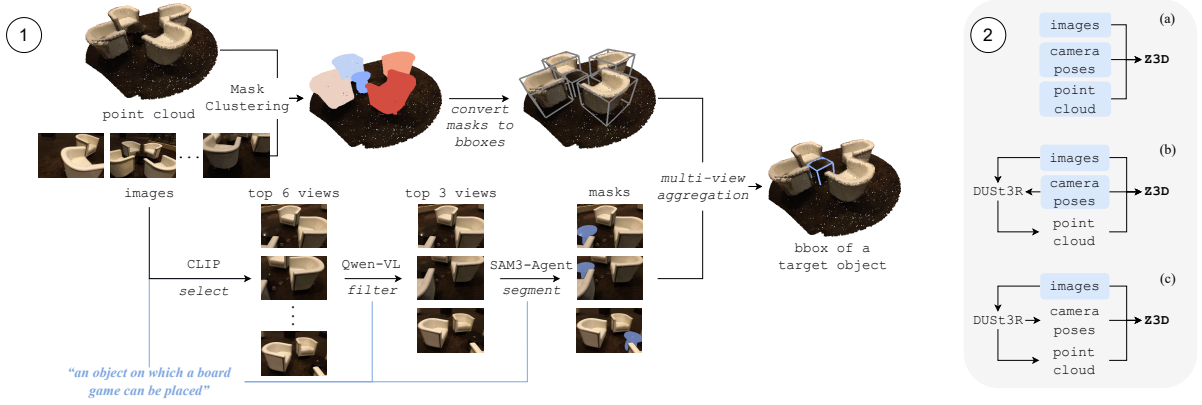 1
point cloud
images
Mask
Clustering
convert
masks to
bboxes
multi-view
aggregation
bbox of a
target object
top 6 views
top 3 views
masks
CLIP
select
Qwen-VL
filter
SAM3-Agent
segment
“an object on which a board
game can be placed”
2
(a)
images
camera
poses
point
cloud
Z3D
(b)
images
DUSt3R
camera
poses
point
cloud
Z3D
(c)
images
DUSt3R
camera
poses
point
cloud
Z3D